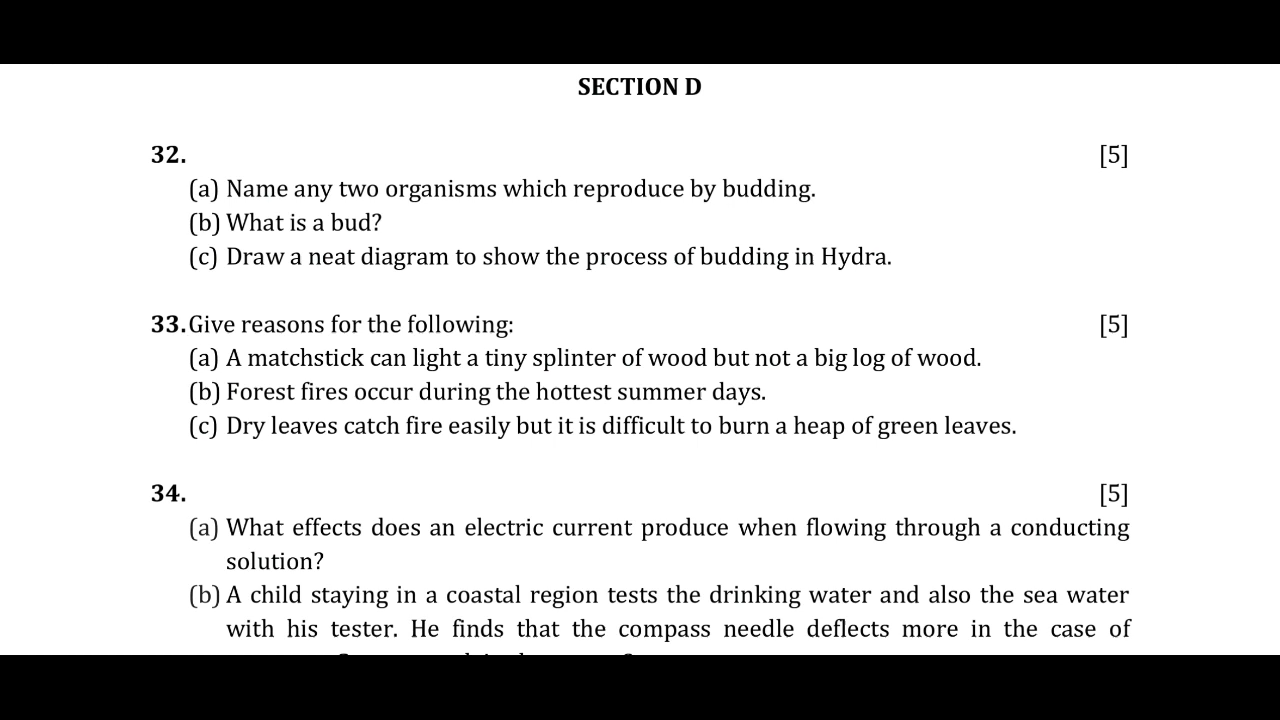 SECTION D
32. [5]
(a) Name any two organisms which reproduce by budding.
(b) What is a bud?
(c) Draw a neat diagram to show the process of budding in Hydra.
33. Give reasons for the following: [5]
(a) A matchstick can light a tiny splinter of wood but not a big log of wood.
(b) Forest fires occur during the hottest summer days.
(c) Dry leaves catch fire easily but it is difficult to burn a heap of green leaves.
34. [5]
(a) What effects does an electric current produce when flowing through a conducting
solution?
(b) A child staying in a coastal region tests the drinking water and also the sea water
with his tester. He finds that the compass needle deflects more in the case of